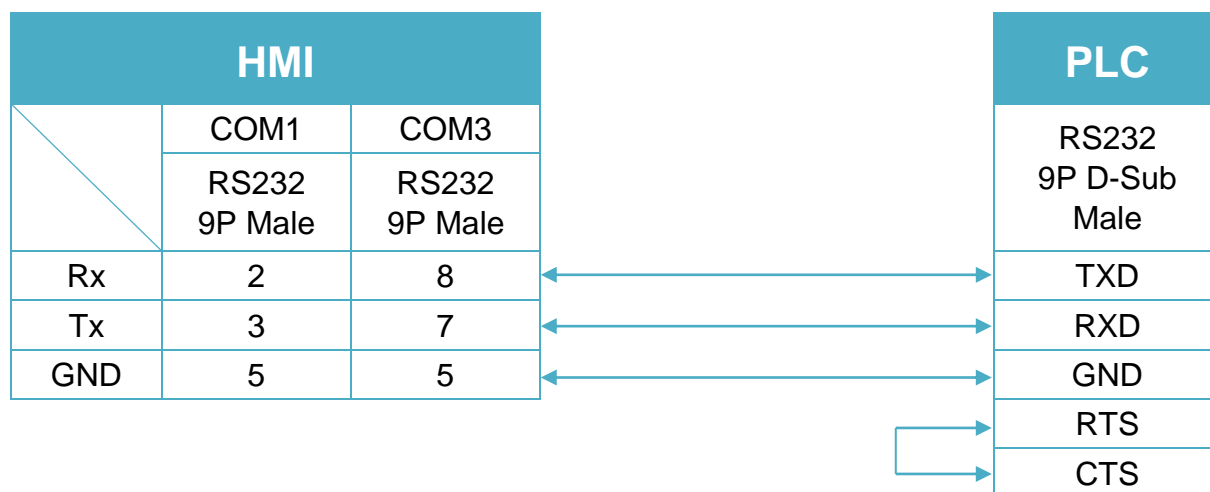 HMI
PLC
COM1 COM3
RS232
9P Male
RS232
9P Male
RS232
9P D-Sub
Male
Rx 2 8 TXD
Tx 3 7 RXD
GND 5 5 GND
RTS
CTS